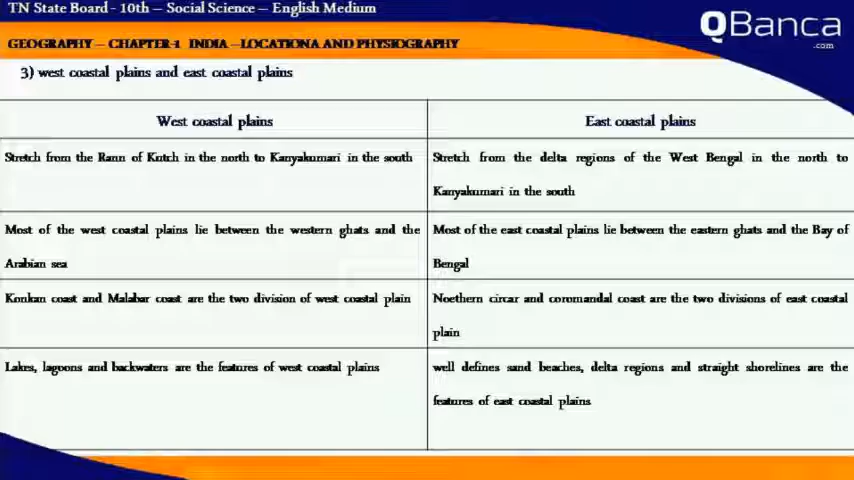 TN State Board - 10th – Social Science – English Medium
QBanca
.com
GEOGRAPHY – CHAPTER-1 INDIA –LOCATIONA AND PHYSIOGRAPHY
3) west coastal plains and east coastal plains
West coastal plains
East coastal plains
Stretch from the Rann of Kutch in the north to Kanyakumari in the south
Stretch from the delta regions of the West Bengal in the north to
Kanyakumari in the south
Most of the west coastal plains lie between the western ghats and the
Arabian sea
Most of the east coastal plains lie between the eastern ghats and the Bay of
Bengal
Konkan coast and Malabar coast are the two division of west coastal plain
Noethern circar and coromandal coast are the two divisions of east coastal
plain
Lakes, lagoons and backwaters are the features of west coastal plains
well defines sand beaches, delta regions and straight shorelines are the
features of east coastal plains